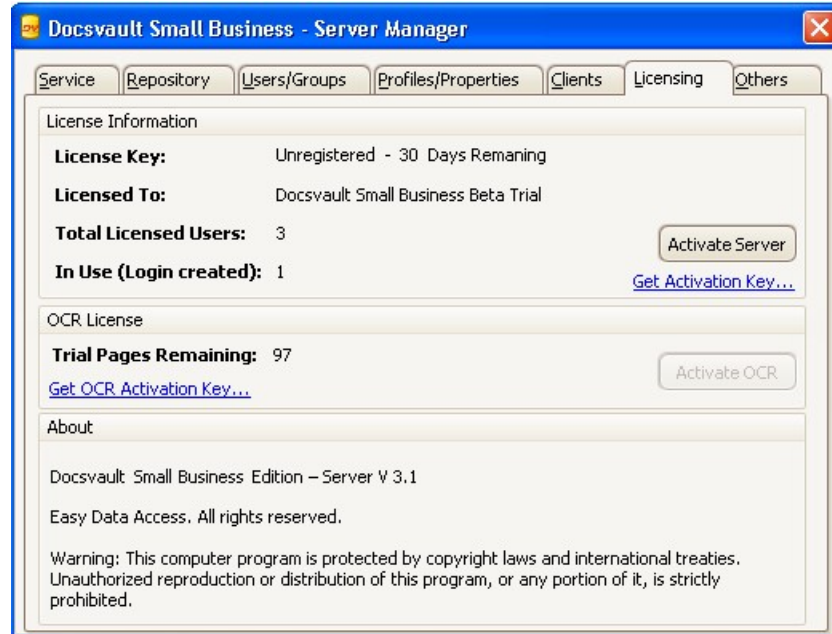 Docsvault Small Business - Server Manager
Service Repository Users/Groups Profiles/Properties Clients Licensing Others
License Information
License Key: Unregistered - 30 Days Remaning
Licensed To: Docsvault Small Business Beta Trial
Total Licensed Users: 3
Activate Server
In Use (Login created): 1
Get Activation Key...
OCR License
Trial Pages Remaining: 97
Activate OCR
Get OCR Activation Key...
About
Docsvault Small Business Edition – Server V 3.1
Easy Data Access. All rights reserved.
Warning: This computer program is protected by copyright laws and international treaties.
Unauthorized reproduction or distribution of this program, or any portion of it, is strictly
prohibited.